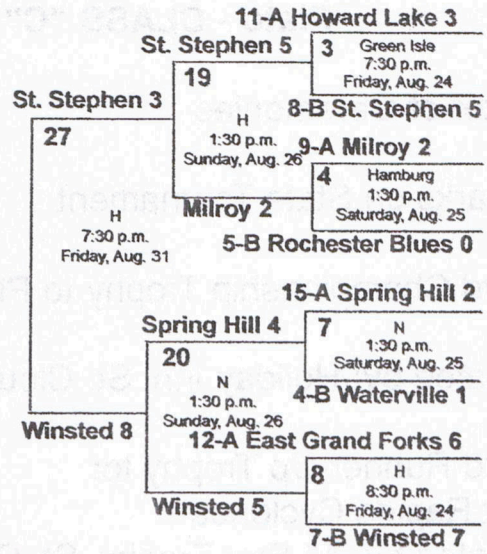 11-A Howard Lake 3
St. Stephen 5
3 Green Isle
7:30 p.m.
Friday, Aug. 24
St. Stephen 3
19
8-B St. Stephen 5
27
H
1:30 p.m.
Sunday, Aug. 26
9-A Milroy 2
4 Hamburg
1:30 p.m.
Saturday, Aug. 25
H
7:30 p.m.
Friday, Aug. 31
Milroy 2
5-B Rochester Blues 0
15-A Spring Hill 2
Spring Hill 4
7 N
1:30 p.m.
Saturday, Aug. 25
20
N
1:30 p.m.
Sunday, Aug. 26
4-B Waterville 1
Winsted 8
12-A East Grand Forks 6
8 H
8:30 p.m.
Friday, Aug. 24
Winsted 5
7-B Winsted 7